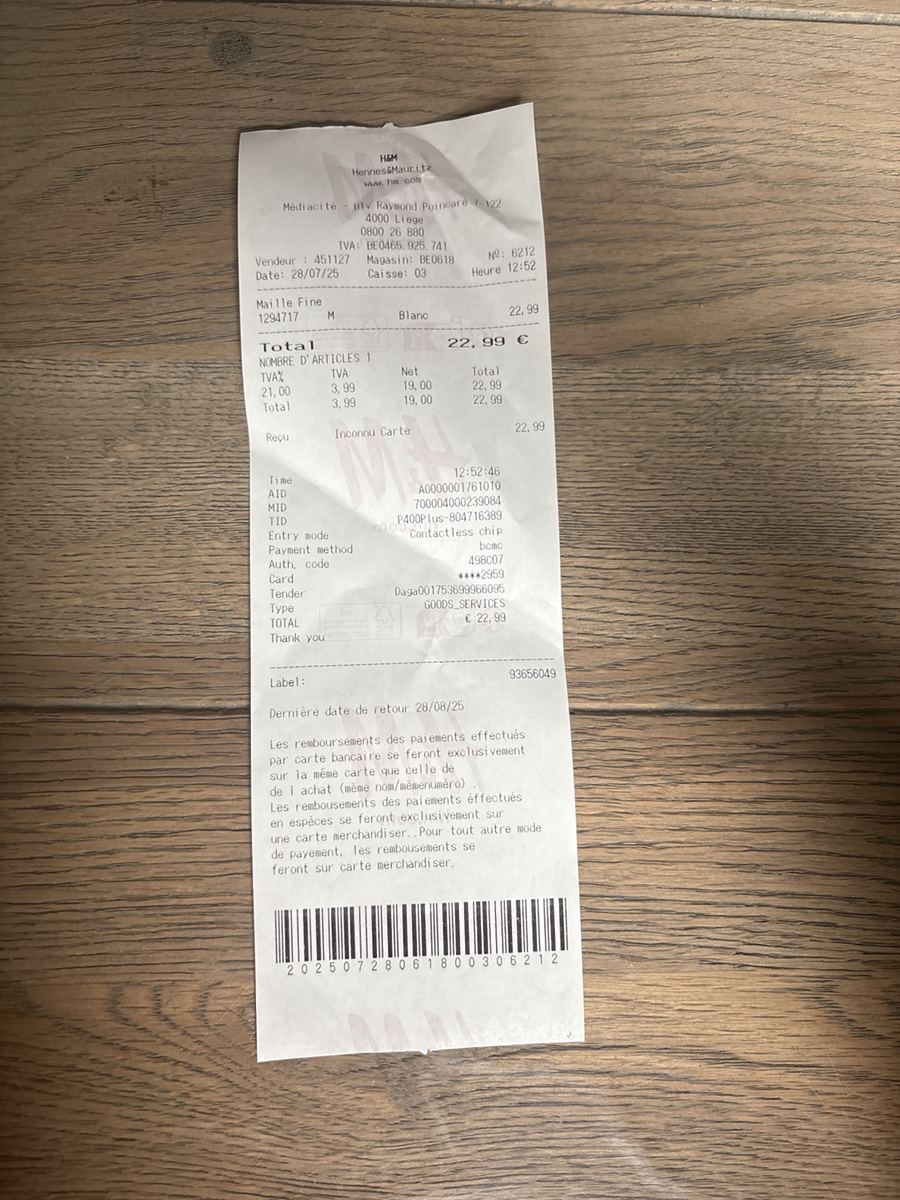 H&M
Hennes&Mauritz
www.hm.com
Médiacité - Blv Raymond Poincaré 7-122
4000 Liege
0800 26 880
TVA: BE0465.925.741
Vendeur : 451127 Magasin: BE0618 Nº: 6212
Date: 28/07/25 Caisse: 03 Heure 12:52
Maille Fine
1294717 M Blanc 22,99
Total 22,99 €
NOMBRE D'ARTICLES 1
TVA% TVA Net Total
21,00 3,99 19,00 22,99
Total 3,99 19,00 22,99
Reçu Inconnu Carte 22,99
Time 12:52:46
AID A0000001761010
MID 700004000239084
TID P400Plus-804716389
Entry mode Contactless chip
Payment method bcmc
Auth. code 498C07
Card ****2959
Tender Daga001753699966095
Type GOODS_SERVICES
TOTAL € 22,99
Thank you
Label: 93656049
Dernière date de retour 28/08/25
Les remboursements des paiements effectués
par carte bancaire se feront exclusivement
sur la même carte que celle de
de l achat (même nom/mêmenuméro) .
Les rembousements des paiements éffectués
en espèces se feront exclusivement sur
une carte merchandiser..Pour tout autre mode
de payement, les rembousements se
feront sur carte merchandiser.
20250728061800306212